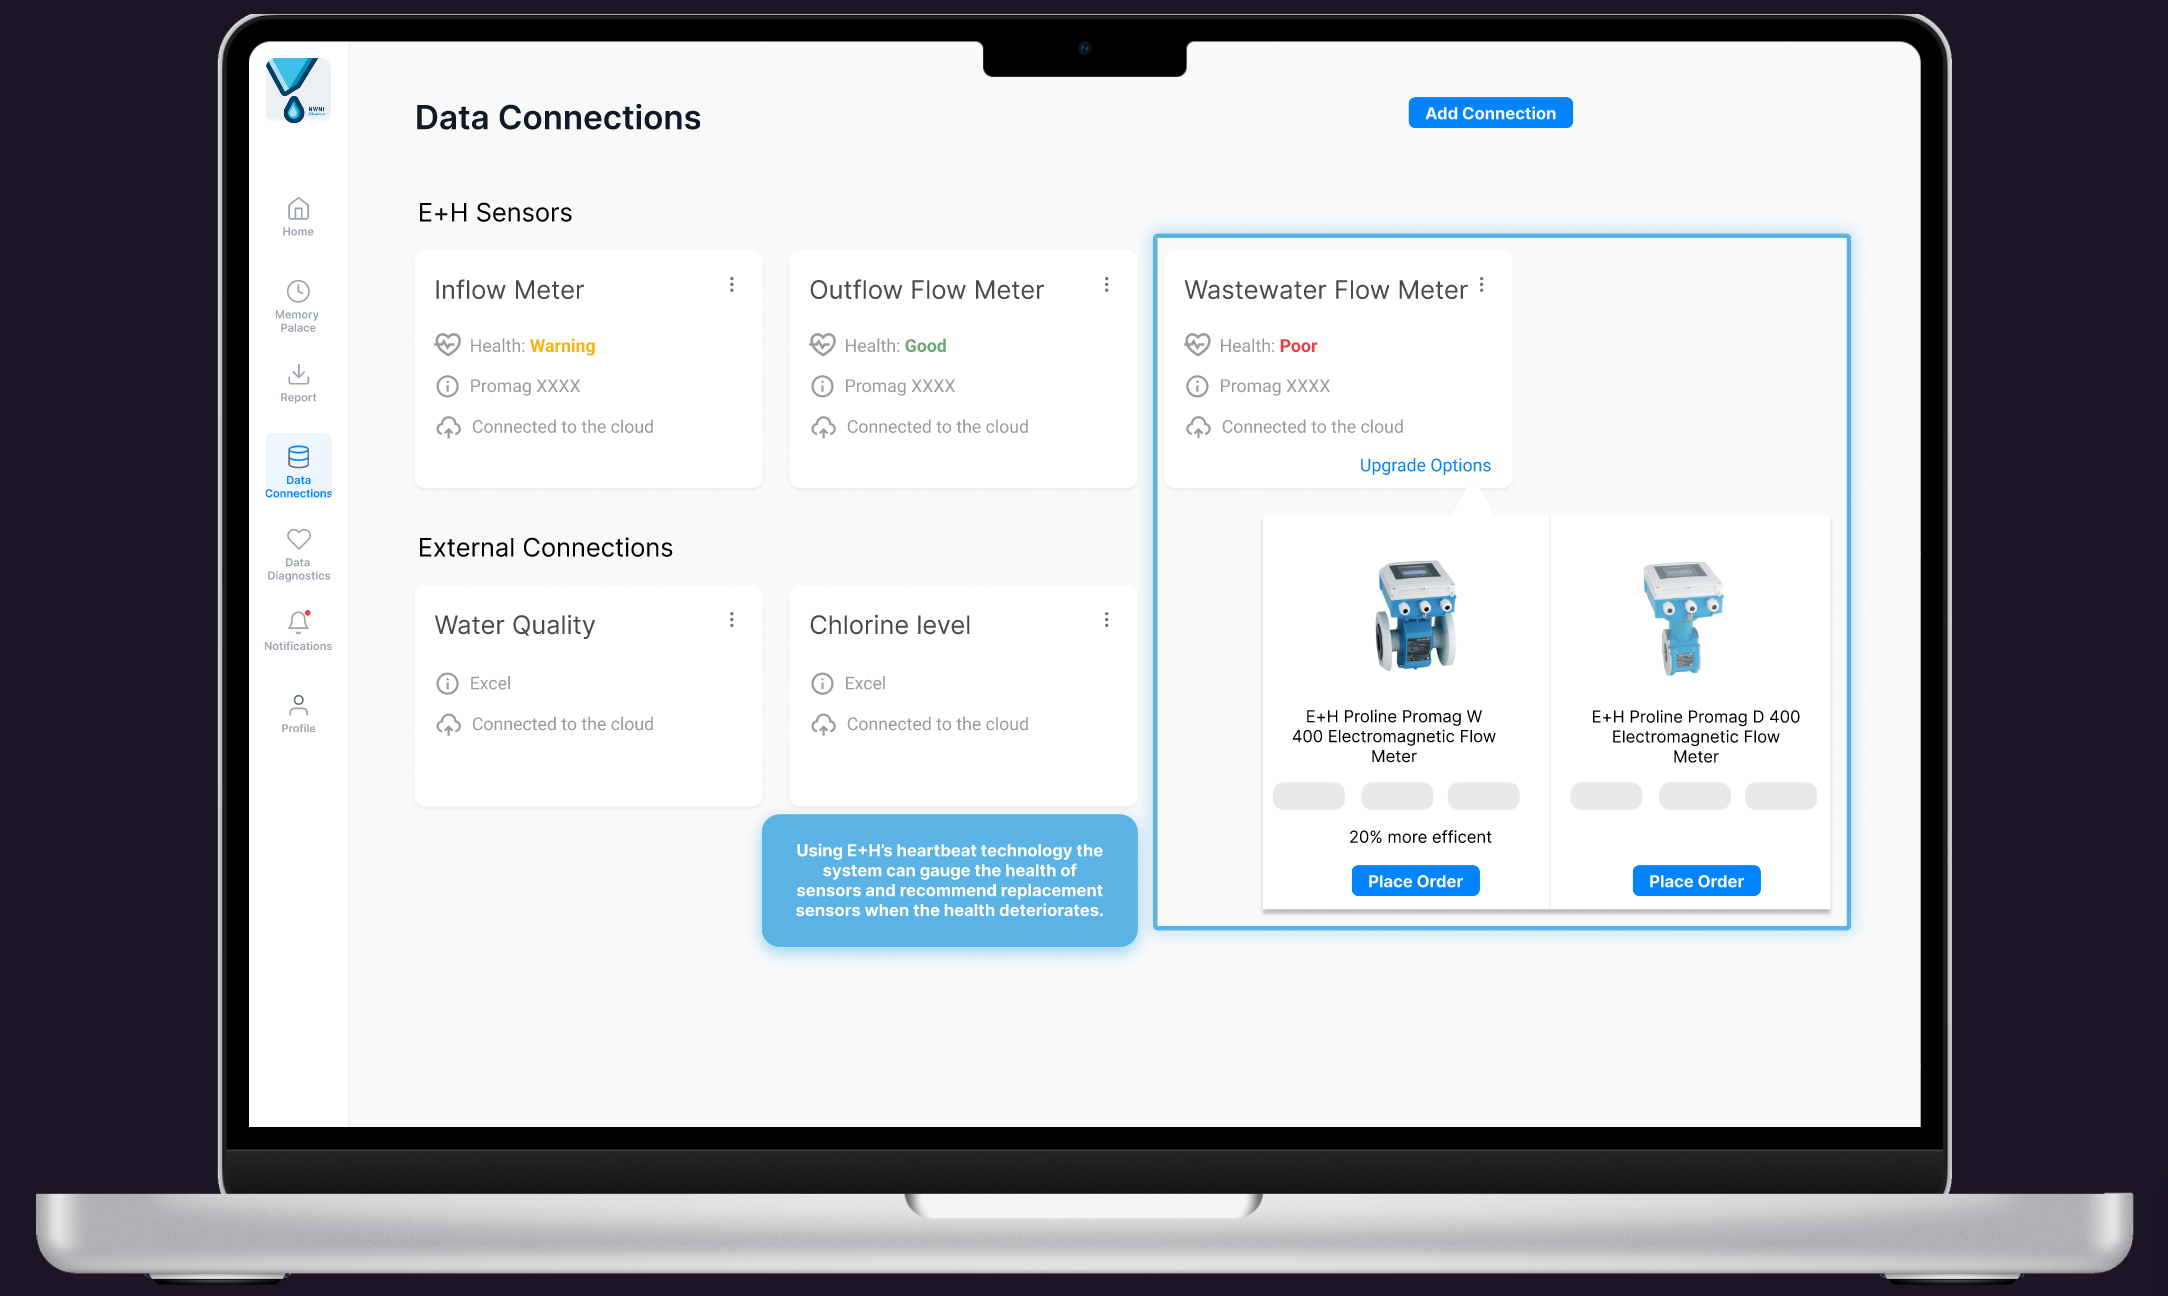 NWNI
Data Connections
Add Connection
Home
Memory
Palace
Report
Data
Connections
Data
Diagnostics
Notifications
Profile
E+H Sensors
Inflow Meter
Health: Warning
Promag XXXX
Connected to the cloud
Outflow Flow Meter
Health: Good
Promag XXXX
Connected to the cloud
Wastewater Flow Meter
Health: Poor
Promag XXXX
Connected to the cloud
Upgrade Options
E+H Proline Promag W
400 Electromagnetic Flow
Meter
20% more efficent
Place Order
E+H Proline Promag D 400
Electromagnetic Flow
Meter
Place Order
External Connections
Water Quality
Excel
Connected to the cloud
Chlorine level
Excel
Connected to the cloud
Using E+H’s heartbeat technology the
system can gauge the health of
sensors and recommend replacement
sensors when the health deteriorates.